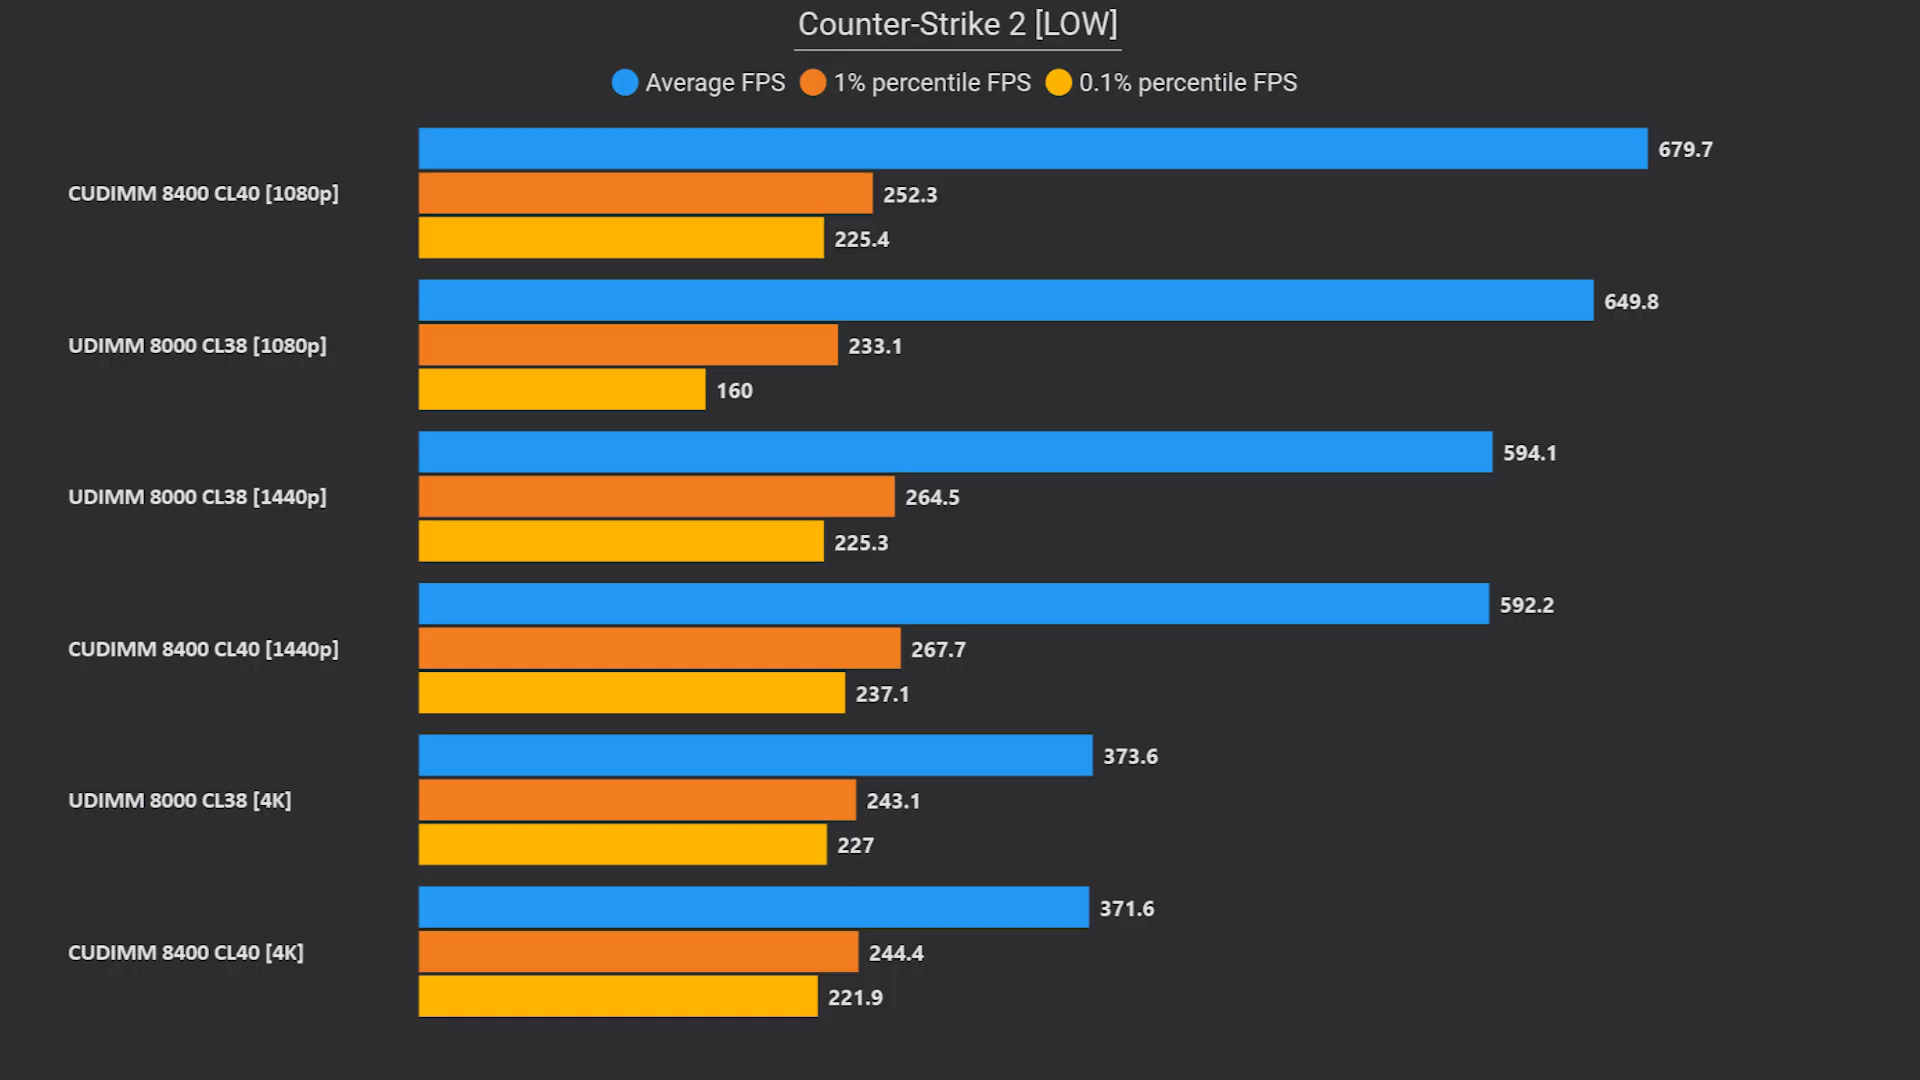 Counter-Strike 2 [LOW]
Average FPS 1% percentile FPS 0.1% percentile FPS
679.7
CUDIMM 8400 CL40 [1080p] 252.3
225.4
649.8
UDIMM 8000 CL38 [1080p] 233.1
160
594.1
UDIMM 8000 CL38 [1440p] 264.5
225.3
592.2
CUDIMM 8400 CL40 [1440p] 267.7
237.1
373.6
UDIMM 8000 CL38 [4K] 243.1
227
371.6
CUDIMM 8400 CL40 [4K] 244.4
221.9